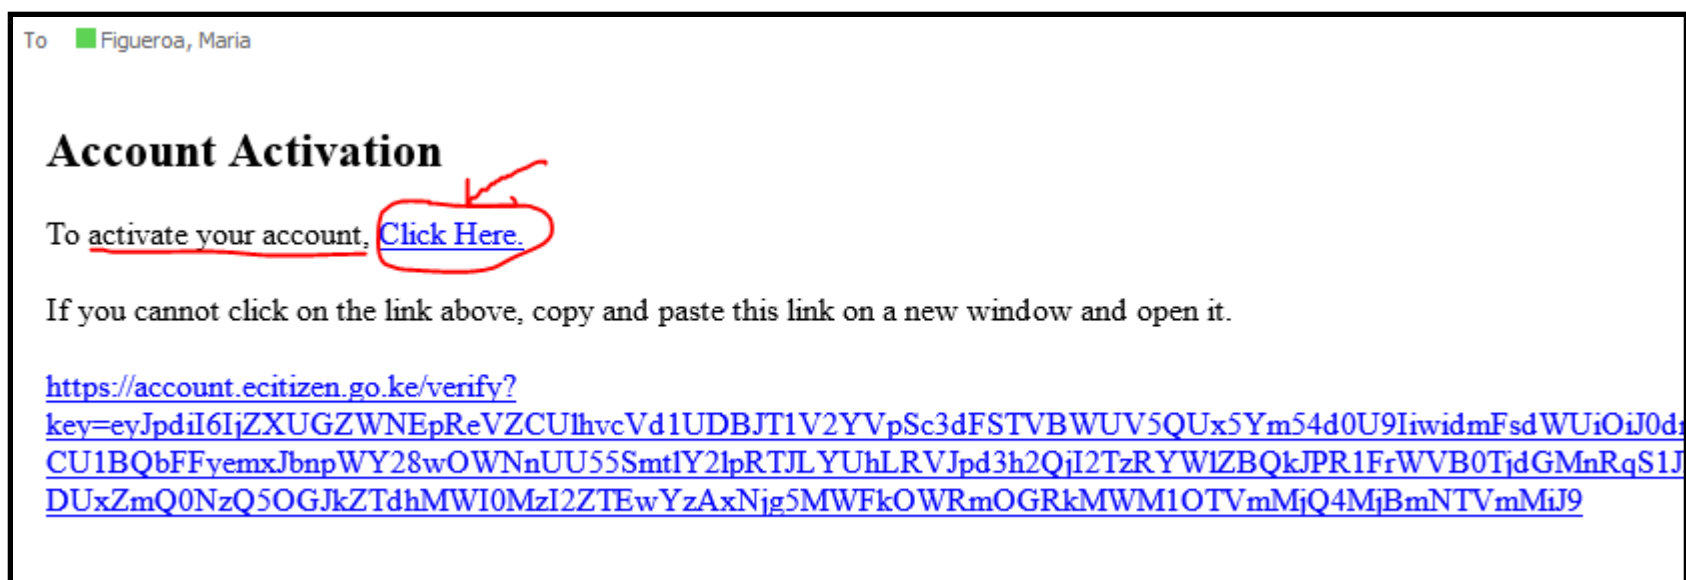 To Figueroa, Maria
Account Activation
To activate your account, Click Here.
If you cannot click on the link above, copy and paste this link on a new window and open it.
https://account.ecitizen.go.ke/verify?
key=eyJpdiI6IjZXUGZWNEpReVZCUlhvcVd1UDBJT1V2YVpSc3dFSTVBWUV5QUx5Ym54d0U9IiwidmFsdWUiOiJ0d
CU1BQbFFyemxJbnpWY28wOWNnUU55SmtlY2lpRTJLYUhLRVJpd3h2QjI2TzRYWlZBQkJPR1FrWVB0TjdGMnRqS1J
DUxZmQ0NzQ5OGJkZTdhMWI0MzI2ZTEwYzAxNjg5MWFkOWRmOGRkMWM1OTVmMjQ4MjBmNTVmMiJ9